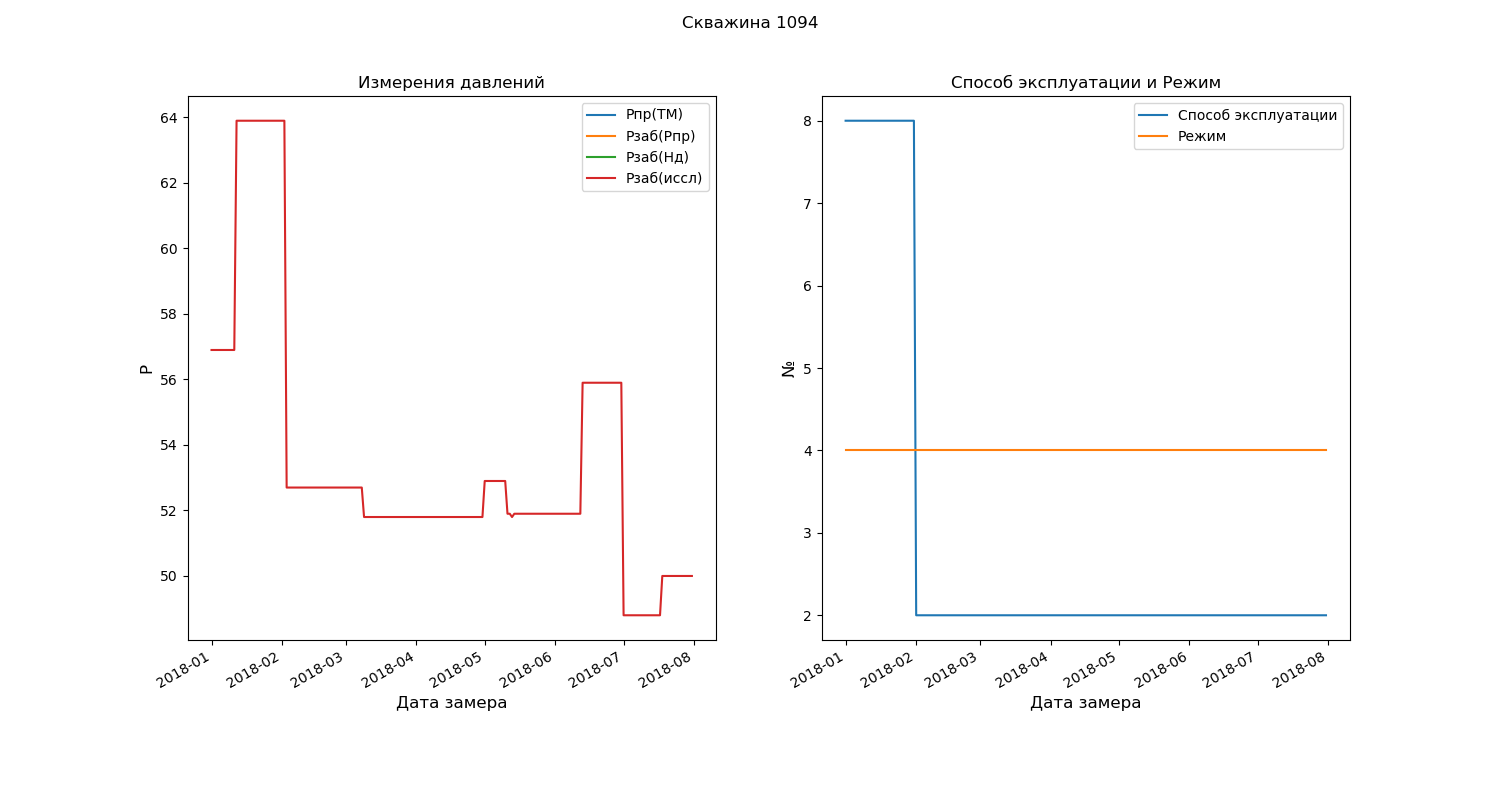 Скважина 1094
Измерения давлений
Рпр(ТМ)
Рзаб(Рпр)
Рзаб(Нд)
Рзаб(иссл)
64
62
60
58
56
54
52
50
Р
2018-01
2018-02
2018-03
2018-04
2018-05
2018-06
2018-07
2018-08
Дата замера
Способ эксплуатации и Режим
Способ эксплуатации
Режим
8
7
6
5
4
3
2
№
2018-01
2018-02
2018-03
2018-04
2018-05
2018-06
2018-07
2018-08
Дата замера